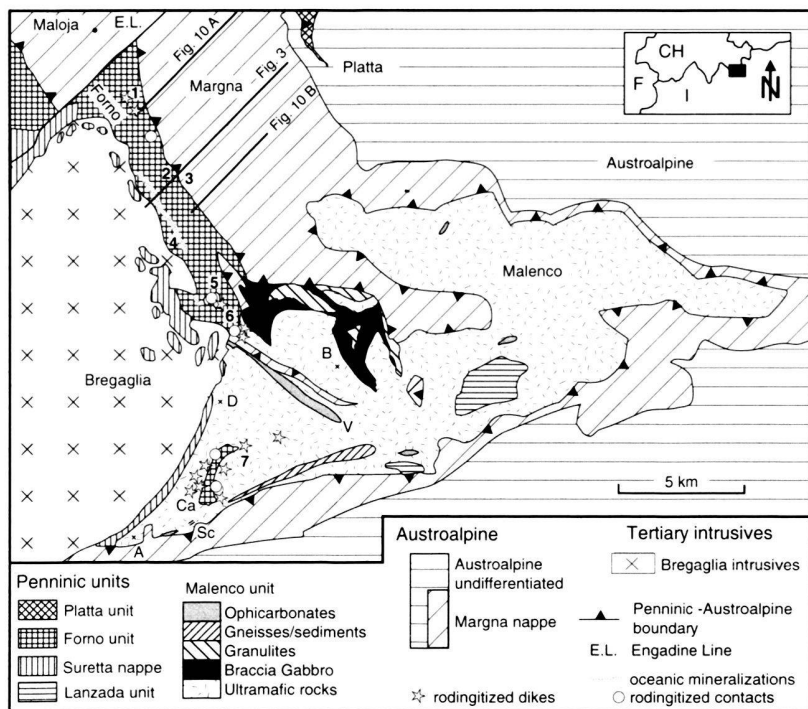 Maloja
E.L.
Fig. 10 A
Fig. 3
Fig. 10 B
Margna
Platta
CH
F
I
N
Forno
1
2
3
4
5
6
7
Austroalpine
Malenco
Bregaglia
B
D
V
Ca
Sc
A
5 km
Penninic units
Platta unit
Forno unit
Suretta nappe
Lanzada unit
Malenco unit
Ophicarbonates
Gneisses/sediments
Granulites
Braccia Gabbro
Ultramafic rocks
Austroalpine
Austroalpine
undifferentiated
Margna nappe
rodingitized dikes
Tertiary intrusives
Bregaglia intrusives
Penninic -Austroalpine
boundary
E.L. Engadine Line
oceanic mineralizations
rodingitized contacts